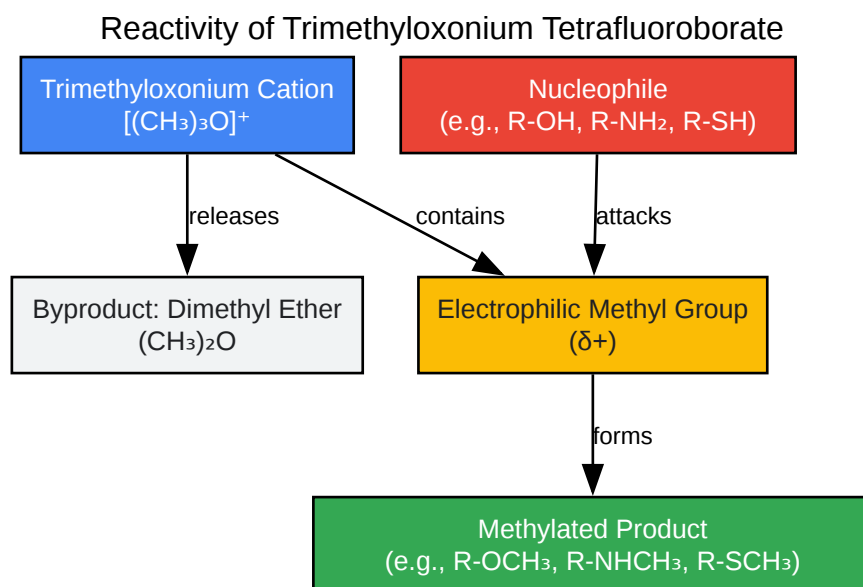 Reactivity of Trimethyloxonium Tetrafluoroborate
Trimethyloxonium Cation
[(CH₃)₃O]⁺
Nucleophile
(e.g., R-OH, R-NH₂, R-SH)
releases
contains
attacks
Byproduct: Dimethyl Ether
(CH₃)₂O
Electrophilic Methyl Group
(δ+)
forms
Methylated Product
(e.g., R-OCH₃, R-NHCH₃, R-SCH₃)